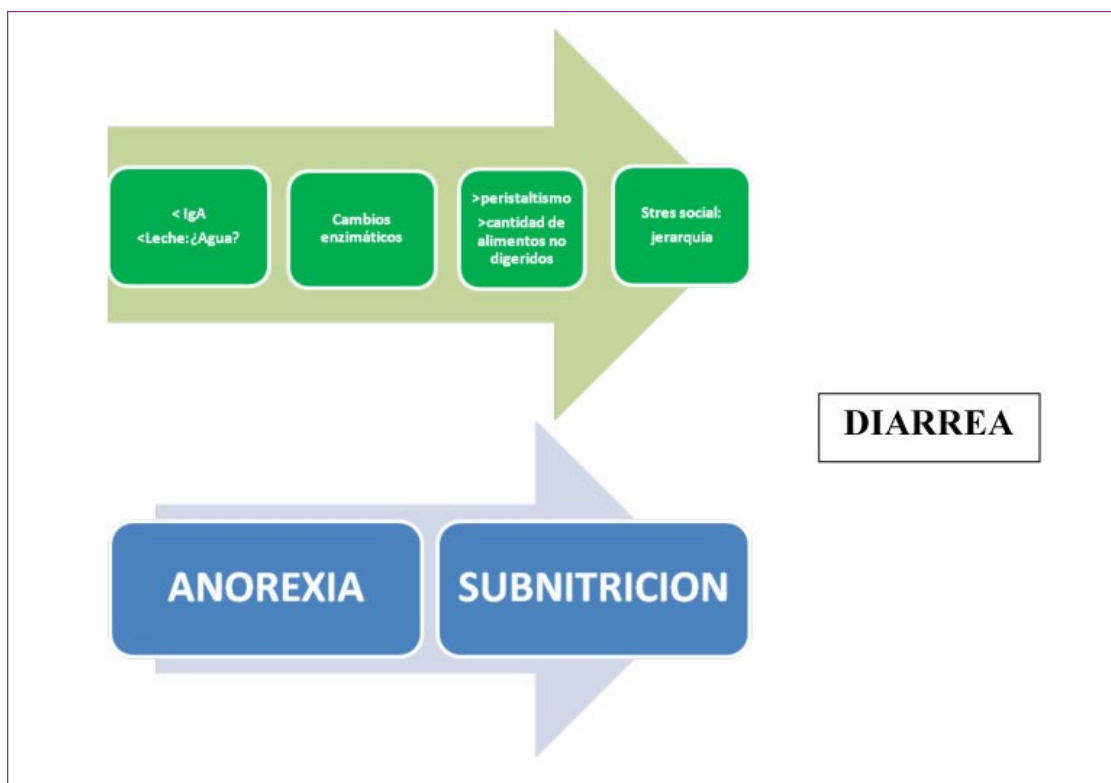 < IgA
<Leche:¿Agua?
Cambios
enzimáticos
>peristaltismo
>cantidad de
alimentos no
digeridos
Stres social:
jerarquia
DIARREA
ANOREXIA
SUBNITRICION